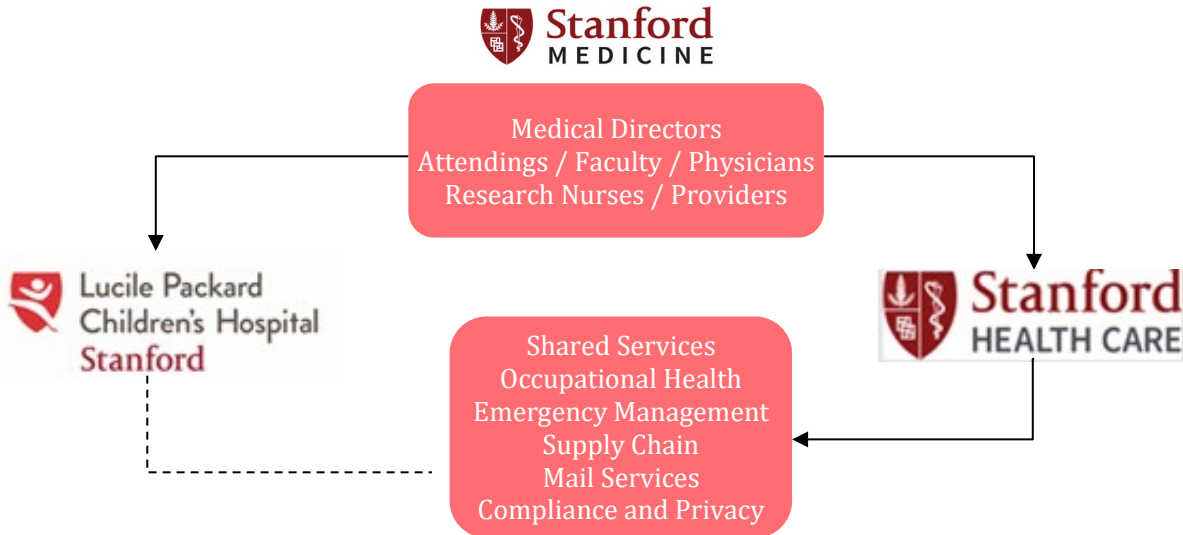 Stanford
MEDICINE
Medical Directors
Attendings / Faculty / Physicians
Research Nurses / Providers
Lucile Packard
Children's Hospital
Stanford
Stanford
HEALTH CARE
Shared Services
Occupational Health
Emergency Management
Supply Chain
Mail Services
Compliance and Privacy